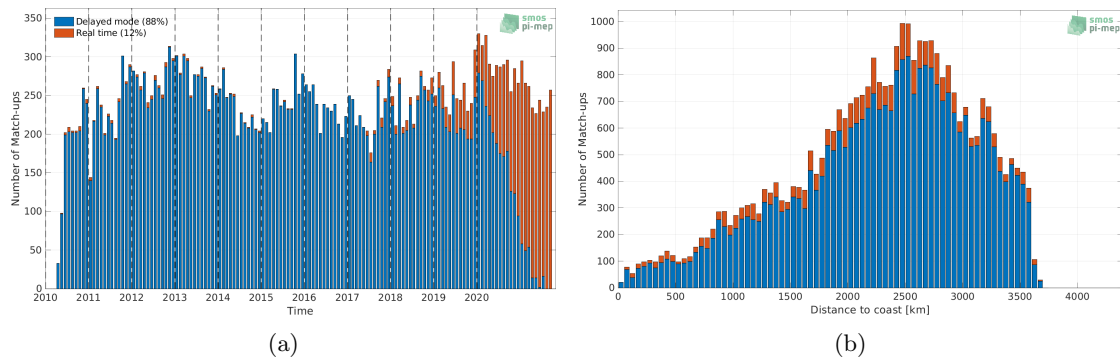 Delayed mode (88%)
Real time (12%)
smos
pi-mep
350
300
250
200
150
100
50
0
Number of Match-ups
2010 2011 2012 2013 2014 2015 2016 2017 2018 2019 2020
Time
(a)
smos
pi-mep
1000
900
800
700
600
500
400
300
200
100
0
Number of Match-ups
0 500 1000 1500 2000 2500 3000 3500 4000
Distance to coast [km]
(b)